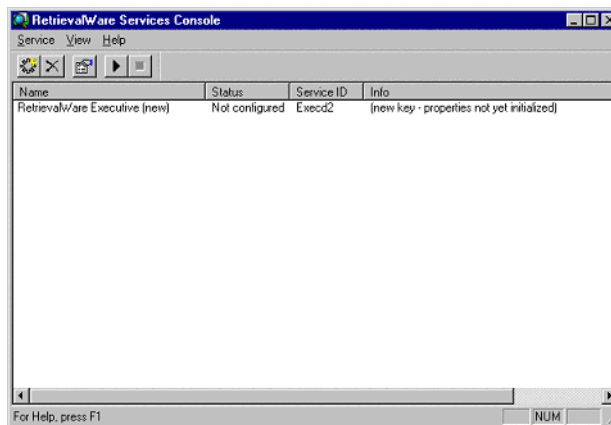 RetrievalWare Services Console
Service View Help
Name Status Service ID Info
RetrievalWare Executive (new) Not configured Execd2 (new key - properties not yet initialized)
For Help, press F1 NUM